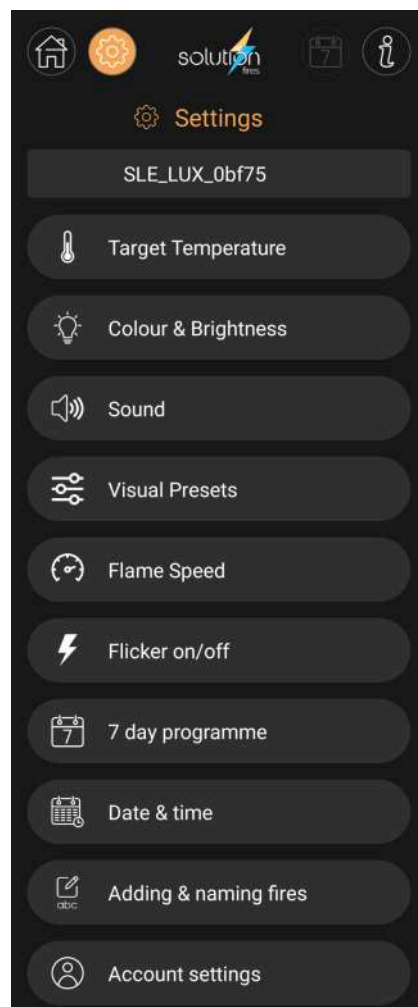 solution
fires
7
i
Settings
SLE_LUX_0bf75
Target Temperature
Colour & Brightness
Sound
Visual Presets
Flame Speed
Flicker on/off
7
7 day programme
Date & time
abc
Adding & naming fires
Account settings